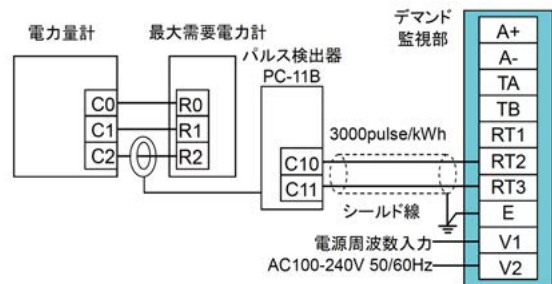 電力量計
C0
C1
C2
最大需要電力計
R0
R1
R2
パルス検出器
PC-11B
C10
C11
3000pulse/kWh
シールド線
電源周波数入力
AC100-240V 50/60Hz
デマンド
監視部
A+
A-
TA
TB
RT1
RT2
RT3
E
V1
V2